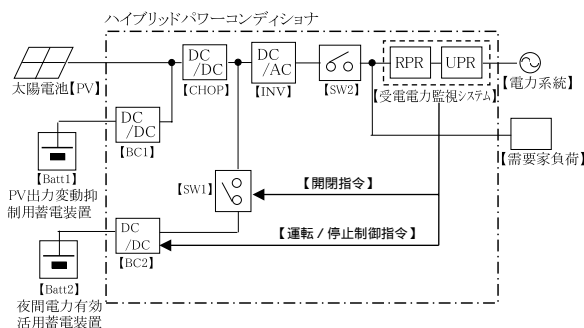 ハイブリッドパワーコンディショナ
DC
/DC
【CHOP】
DC
/AC
【INV】
【SW2】
RPR
UPR
【受電電力監視システム】
【電力系統】
太陽電池【PV】
DC
/DC
【BC1】
【需要家負荷】
【Batt1】
PV出力変動抑
制用蓄電装置
【SW1】
【開閉指令】
DC
/DC
【BC2】
【運転/停止制御指令】
【Batt2】
夜間電力有効
活用蓄電装置